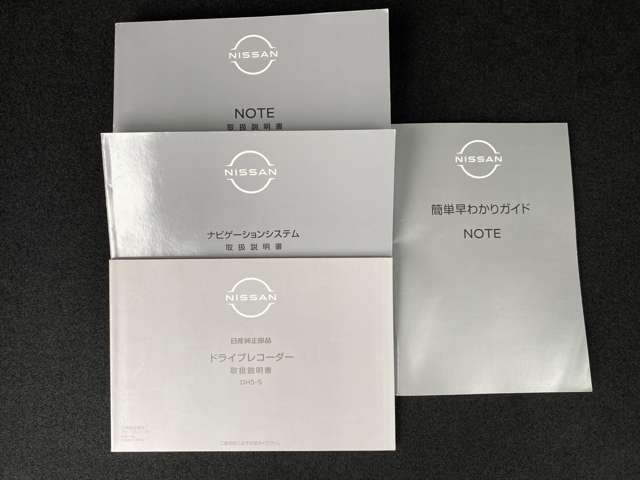 NISSAN
NOTE
取扱説明書
NISSAN
ナビゲーションシステム
取扱説明書
NISSAN
日産純正部品
ドライブレコーダー
取扱説明書
DH5-S
NISSAN
簡単早わかりガイド
NOTE